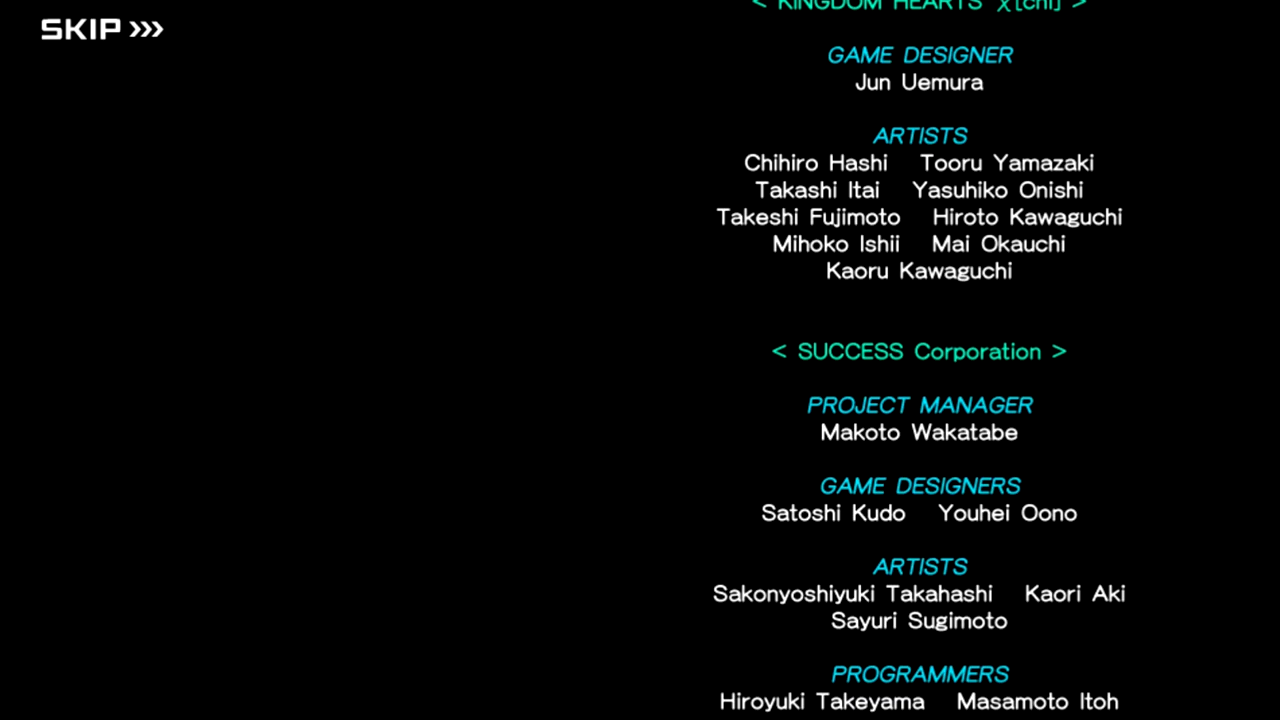 SKIP >>>
< KINGDOM HEARTS χ[chi] >
GAME DESIGNER
Jun Uemura
ARTISTS
Chihiro Hashi Tooru Yamazaki
Takashi Itai Yasuhiko Onishi
Takeshi Fujimoto Hiroto Kawaguchi
Mihoko Ishii Mai Okauchi
Kaoru Kawaguchi
< SUCCESS Corporation >
PROJECT MANAGER
Makoto Wakatabe
GAME DESIGNERS
Satoshi Kudo Youhei Oono
ARTISTS
Sakonyoshiyuki Takahashi Kaori Aki
Sayuri Sugimoto
PROGRAMMERS
Hiroyuki Takeyama Masamoto Itoh